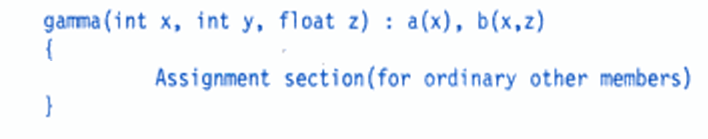 gamma(int x, int y, float z) : a(x), b(x,z)
{
Assignment section(for ordinary other members)
}